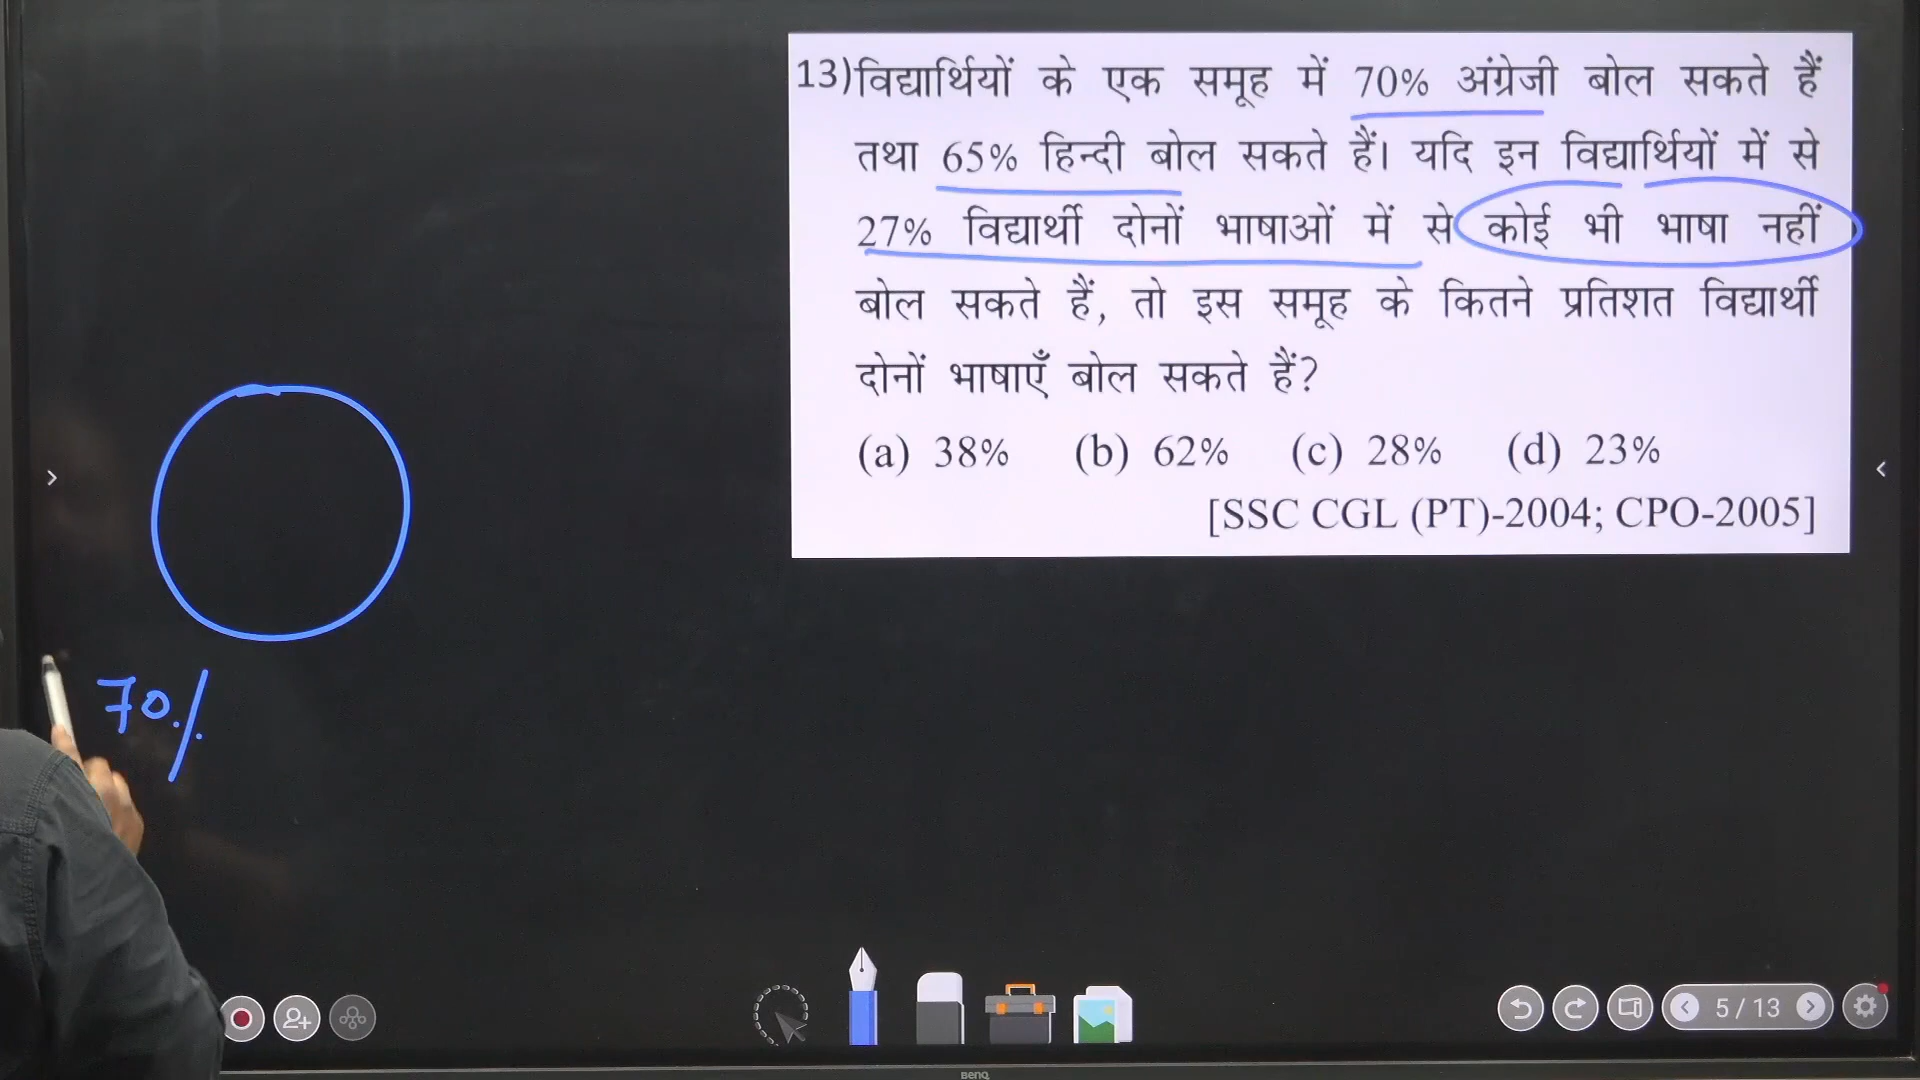 13) विद्यार्थियों के एक समूह में 70% अंग्रेजी बोल सकते हैं
तथा 65% हिन्दी बोल सकते हैं। यदि इन विद्यार्थियों में से
27% विद्यार्थी दोनों भाषाओं में से कोई भी भाषा नहीं
बोल सकते हैं, तो इस समूह के कितने प्रतिशत विद्यार्थी
दोनों भाषाएँ बोल सकते हैं?
(a) 38% (b) 62% (c) 28% (d) 23%
[SSC CGL (PT)-2004; CPO-2005]
70%
5 / 13
BenQ